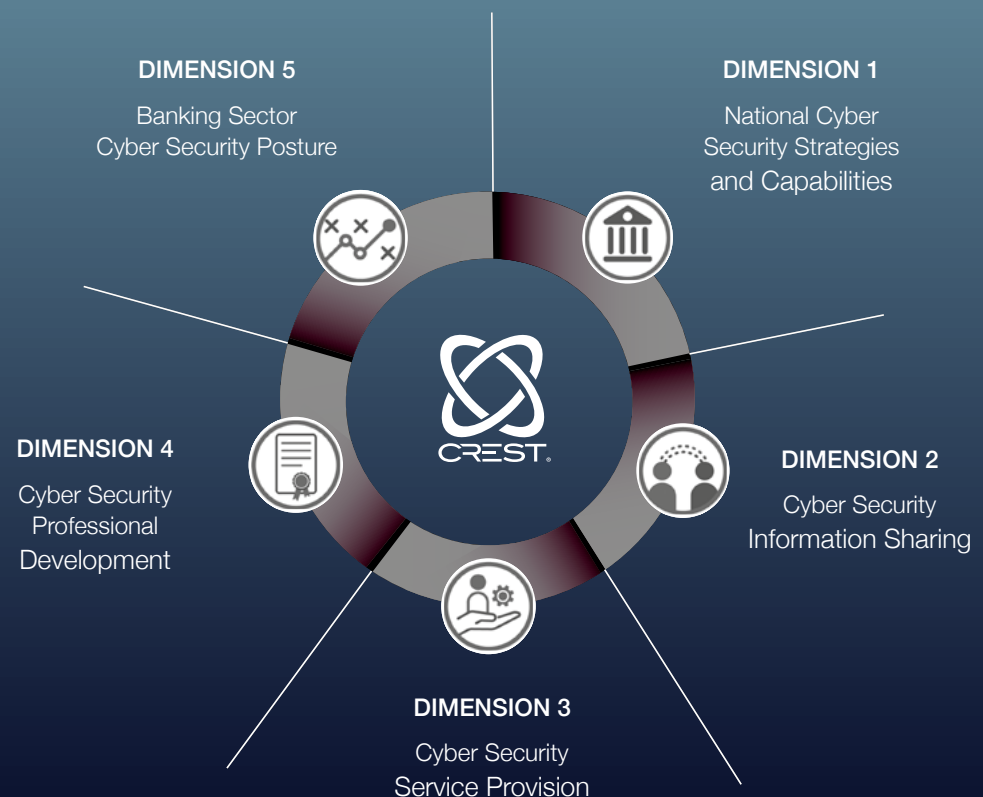 DIMENSION 5
Banking Sector
Cyber Security Posture
DIMENSION 1
National Cyber
Security Strategies
and Capabilities
CREST®
DIMENSION 4
Cyber Security
Professional
Development
DIMENSION 2
Cyber Security
Information Sharing
DIMENSION 3
Cyber Security
Service Provision